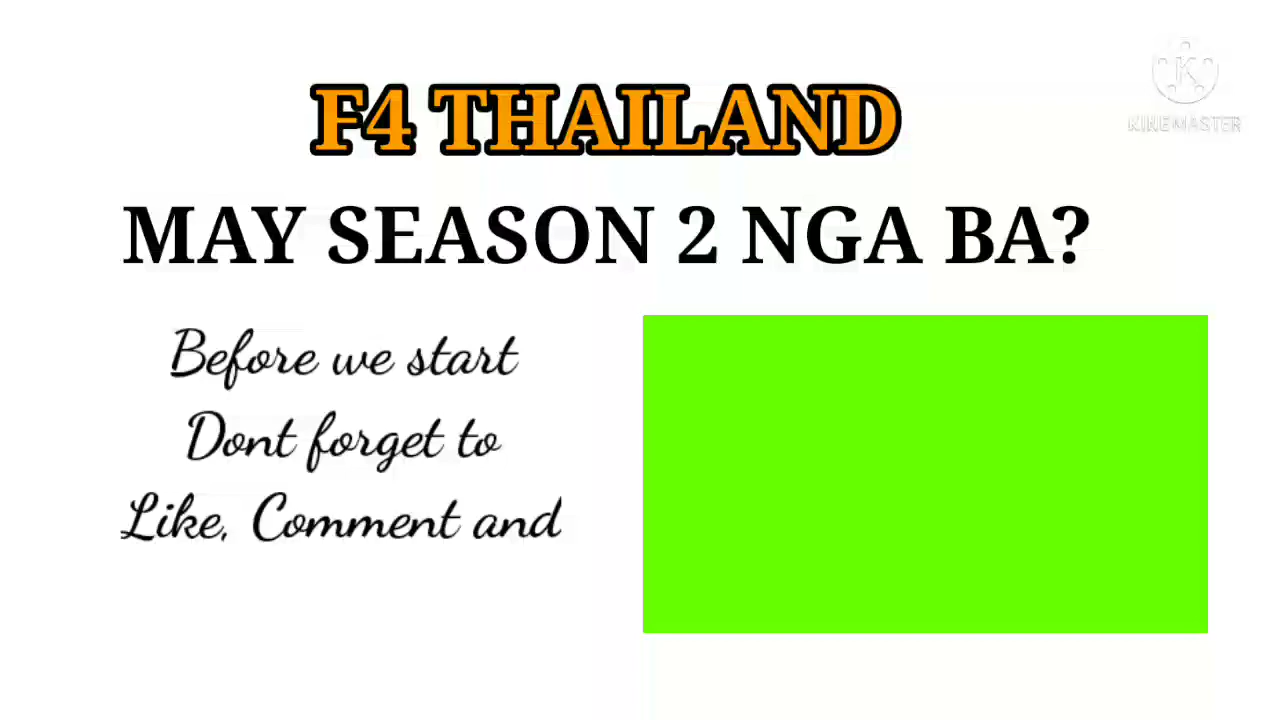 F4 THAILAND
KINEMASTER
MAY SEASON 2 NGA BA?
Before we start
Dont forget to
Like, Comment and